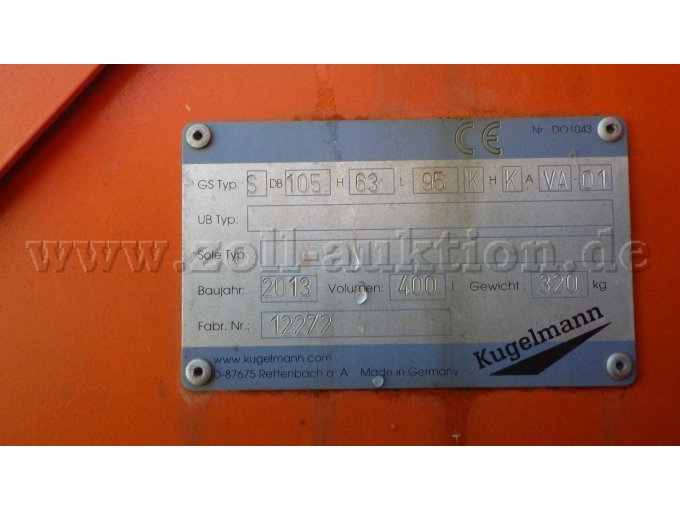 CE Nr. DO1043
GS Typ: S DB 105 H 63 L 95 K H K A VA-01
UB Typ:
www.zoll-auktion.de
Sole Typ:
Baujahr: 2013 Volumen: 400 l Gewicht: 320 kg
Fabr. Nr.: 12272
Kugelmann
www.kugelmann.com
D-87675 Rettenbach a. A Made in Germany